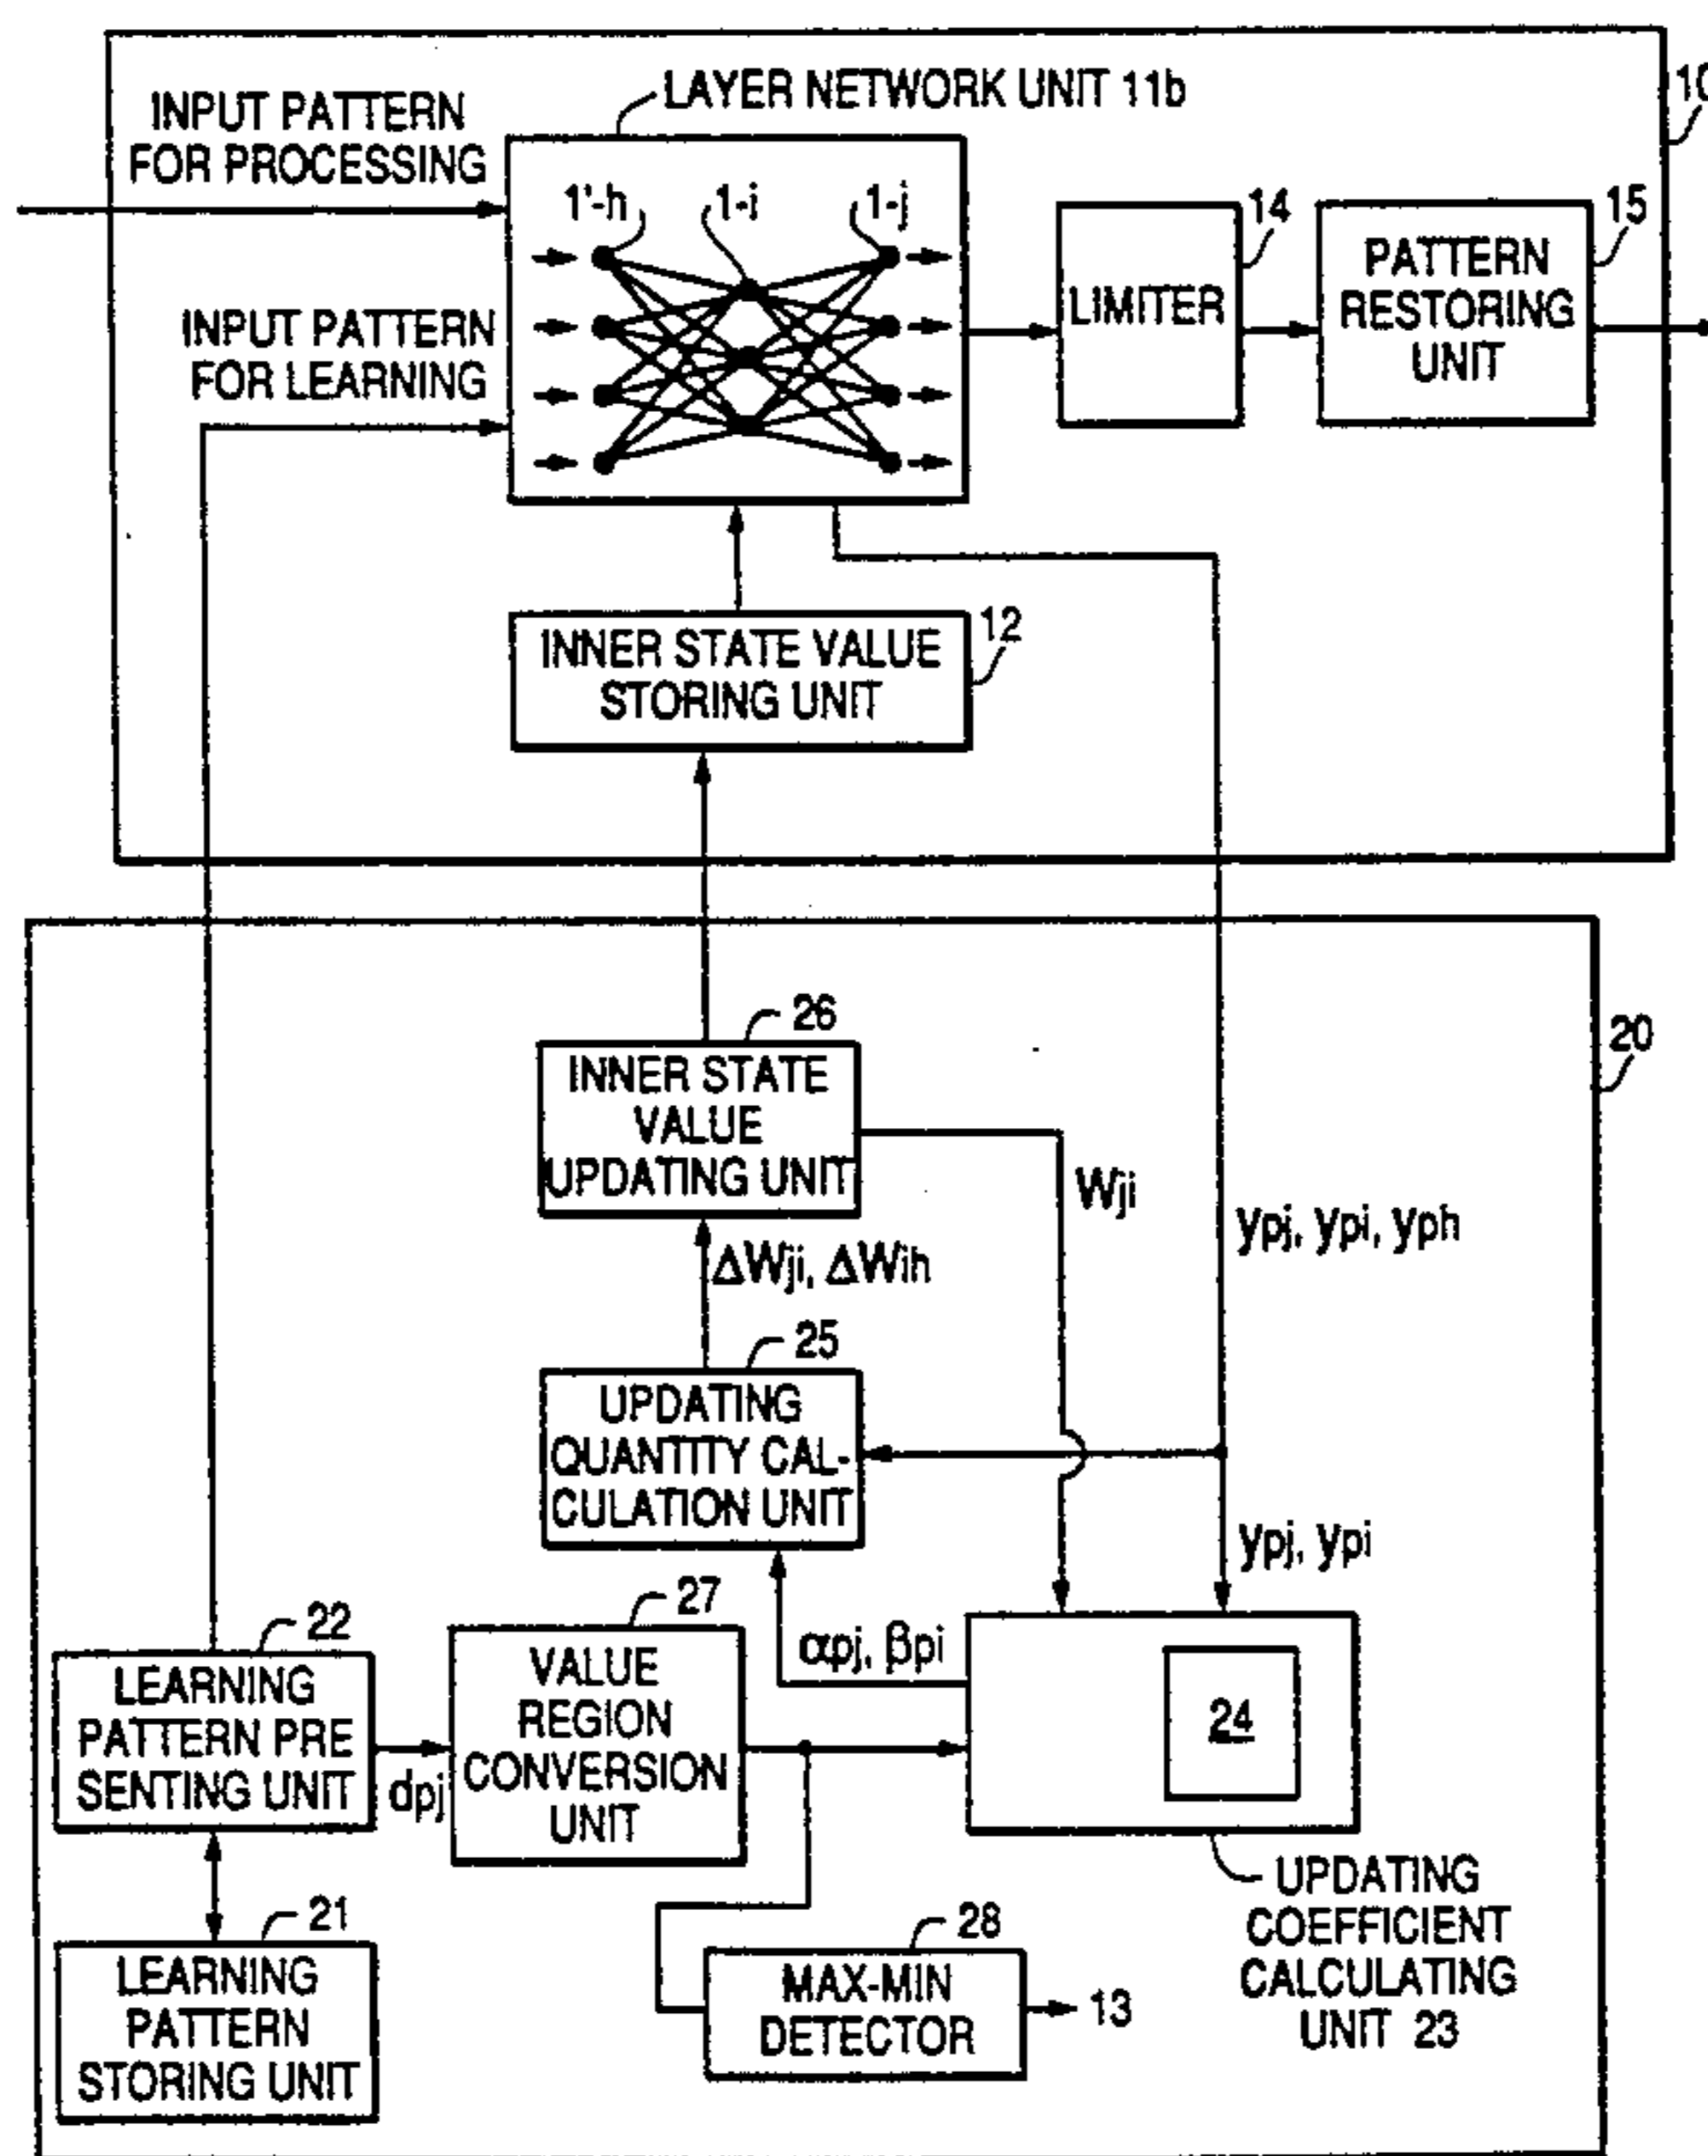 10
LAYER NETWORK UNIT 11b
INPUT PATTERN
FOR PROCESSING
1'-h
1-i
1-j
14
15
LIMITER
PATTERN
RESTORING
UNIT
INPUT PATTERN
FOR LEARNING
12
INNER STATE VALUE
STORING UNIT
20
26
INNER STATE
VALUE
UPDATING UNIT
Wji
ypj, ypi, yph
ΔWji, ΔWih
25
UPDATING
QUANTITY CAL-
CULATION UNIT
ypj, ypi
27
22
αpj, βpi
LEARNING
PATTERN PRE
SENTING UNIT
dpj
VALUE
REGION
CONVERSION
UNIT
24
UPDATING
COEFFICIENT
CALCULATING
UNIT 23
21
LEARNING
PATTERN
STORING UNIT
28
MAX-MIN
DETECTOR
13